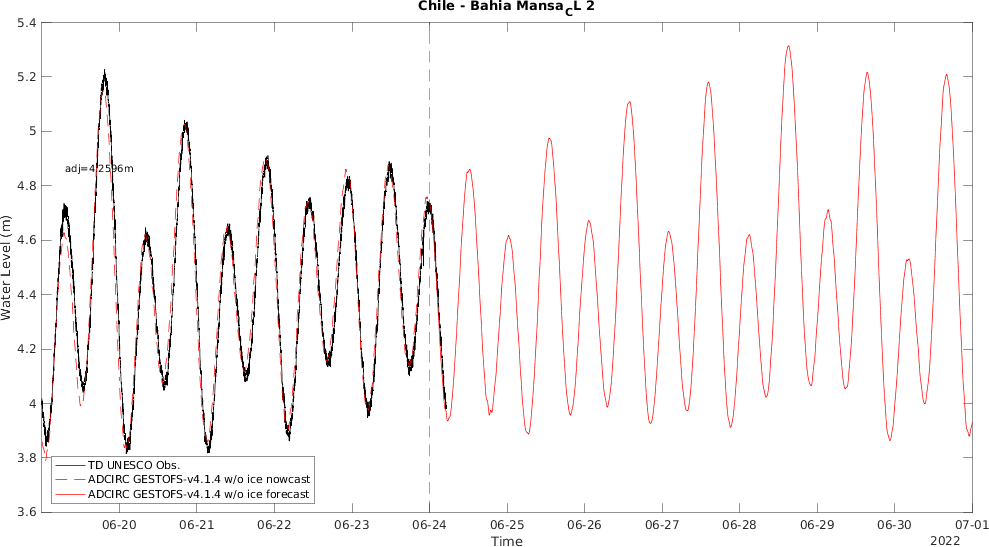 Chile - Bahia Mansa_CL 2
5.4
5.2
5
4.8
4.6
4.4
4.2
4
3.8
3.6
Water Level (m)
adj=4.2596m
TD UNESCO Obs.
ADCIRC GESTOFS-v4.1.4 w/o ice nowcast
ADCIRC GESTOFS-v4.1.4 w/o ice forecast
06-20 06-21 06-22 06-23 06-24 06-25 06-26 06-27 06-28 06-29 06-30 07-01
Time
2022